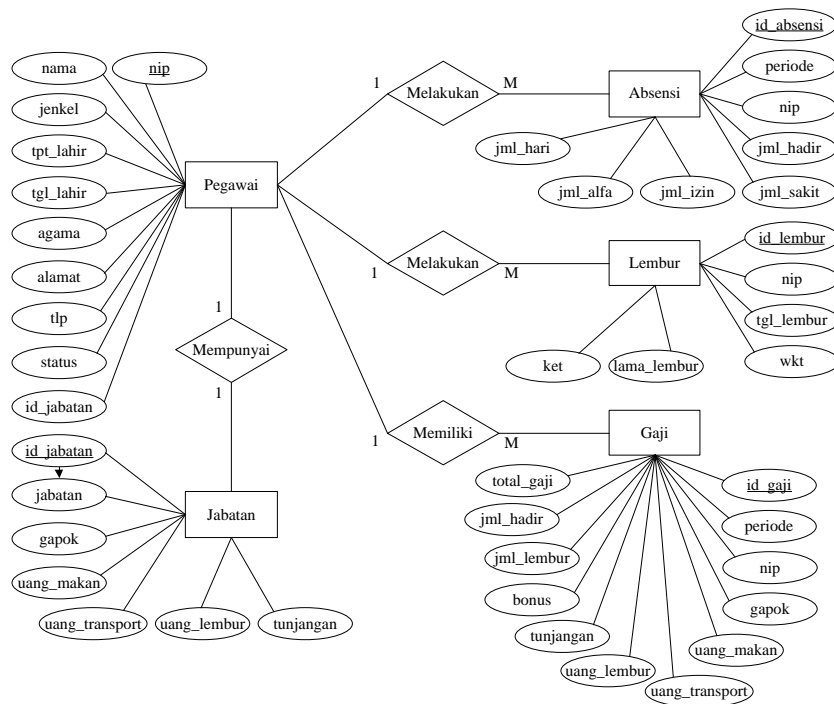 nama
nip
jenkel
tpt_lahir
tgl_lahir
agama
alamat
tlp
status
id_jabatan
Pegawai
1
Melakukan
M
Absensi
id_absensi
periode
nip
jml_hadir
jml_sakit
jml_hari
jml_alfa
jml_izin
1
Melakukan
M
Lembur
id_lembur
nip
tgl_lembur
wkt
ket
lama_lembur
1
Mempunyai
1
1
Memiliki
M
Gaji
id_jabatan
jabatan
gapok
uang_makan
uang_transport
uang_lembur
tunjangan
Jabatan
total_gaji
jml_hadir
jml_lembur
bonus
tunjangan
uang_lembur
uang_transport
uang_makan
gapok
nip
periode
id_gaji